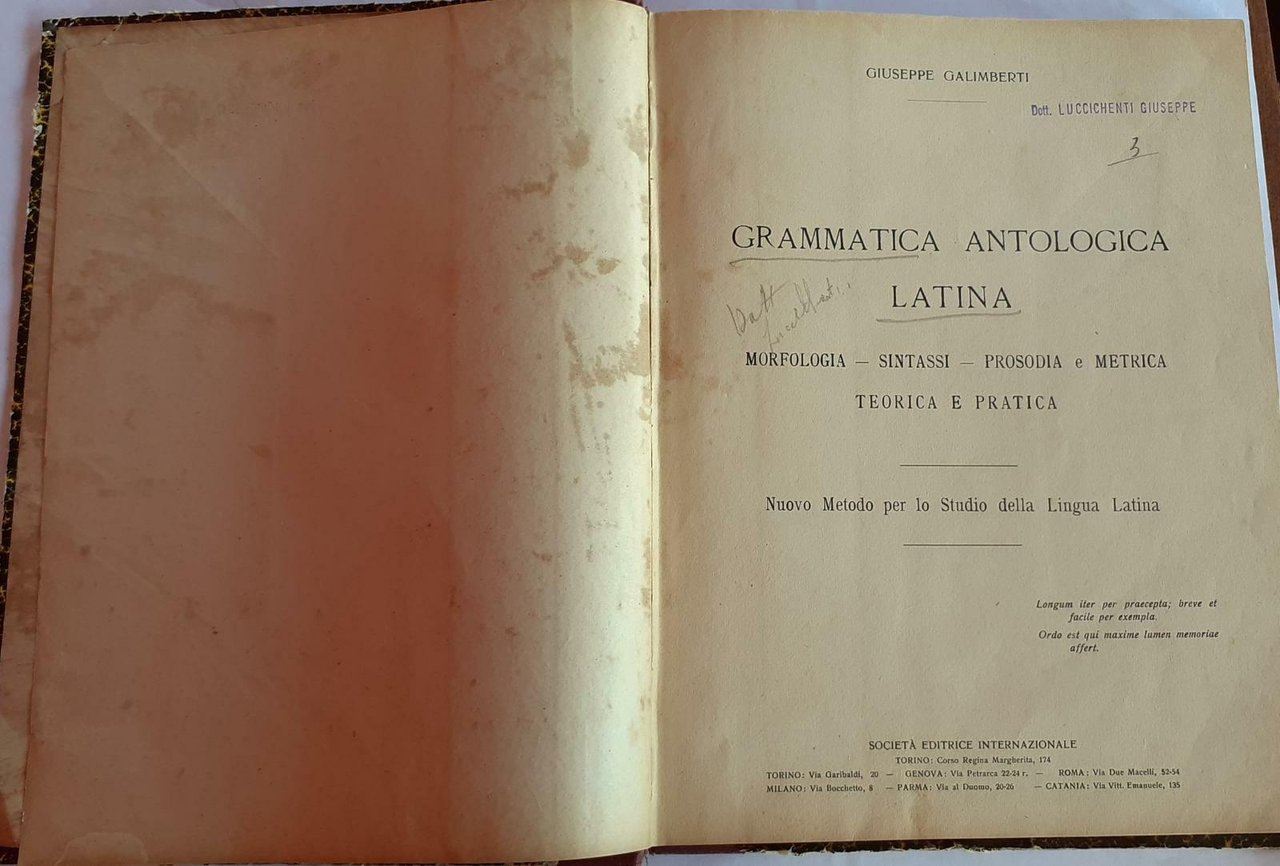 GIUSEPPE GALIMBERTI
Dott. LUCCICHENTI GIUSEPPE
3
GRAMMATICA ANTOLOGICA
LATINA
MORFOLOGIA — SINTASSI — PROSODIA e METRICA
TEORICA E PRATICA
Nuovo Metodo per lo Studio della Lingua Latina
Longum iter per praecepta; breve et
facile per exempla.
Ordo est qui maxime lumen memoriae
affert.
SOCIETÀ EDITRICE INTERNAZIONALE
TORINO: Corso Regina Margherita, 174
TORINO: Via Garibaldi, 20 — GENOVA: Via Petrarca 22-24 r. — ROMA: Via Due Macelli, 52-54
MILANO: Via Bocchetto, 8 — PARMA: Via al Duomo, 20-26 — CATANIA: Via Vitt. Emanuele, 135